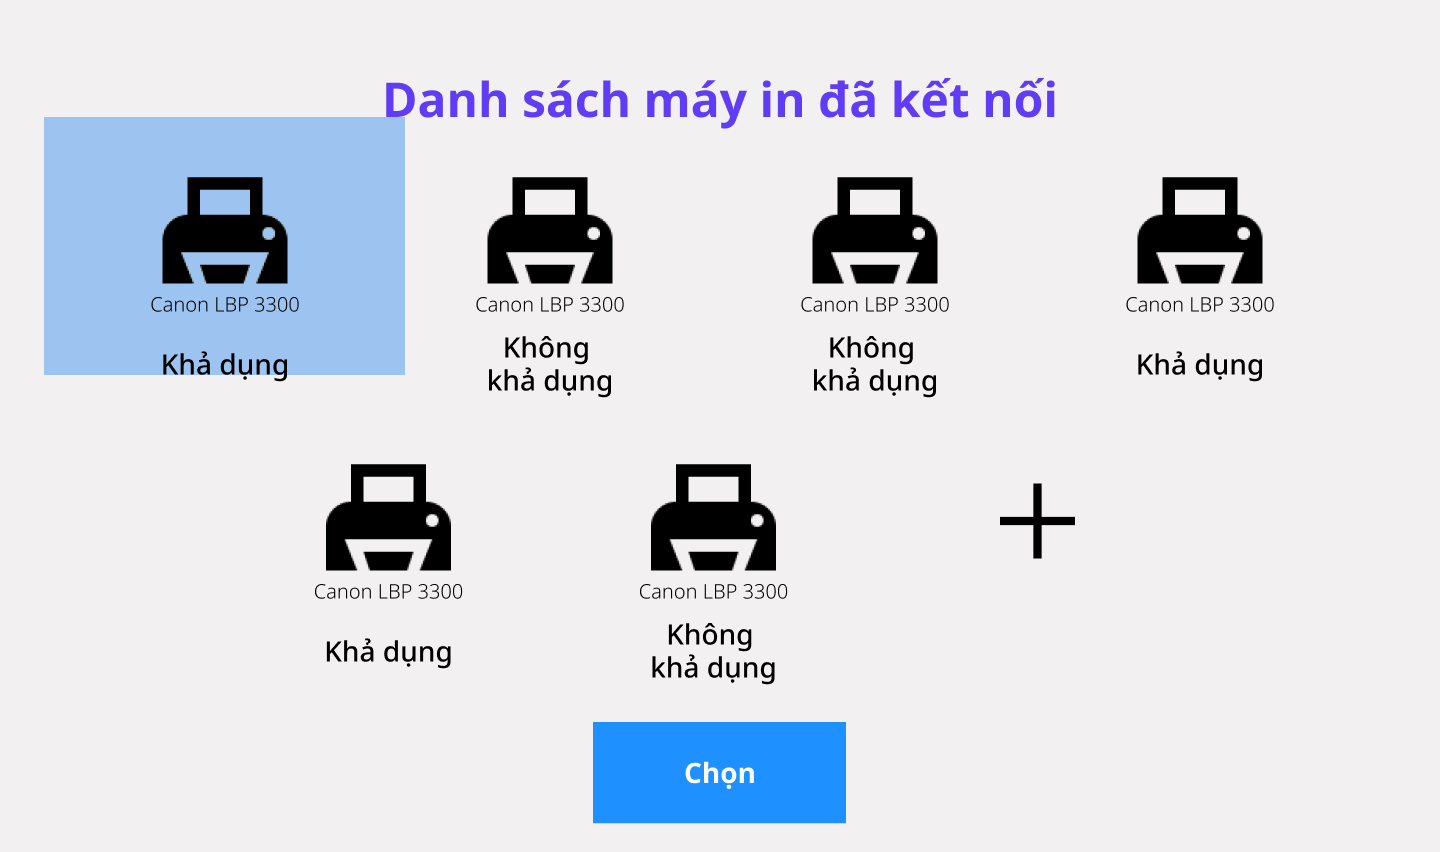 Danh sách máy in đã kết nối
Canon LBP 3300
Canon LBP 3300
Canon LBP 3300
Canon LBP 3300
Khả dụng
Không
khả dụng
Không
khả dụng
Khả dụng
Canon LBP 3300
Canon LBP 3300
Khả dụng
Không
khả dụng
Chọn